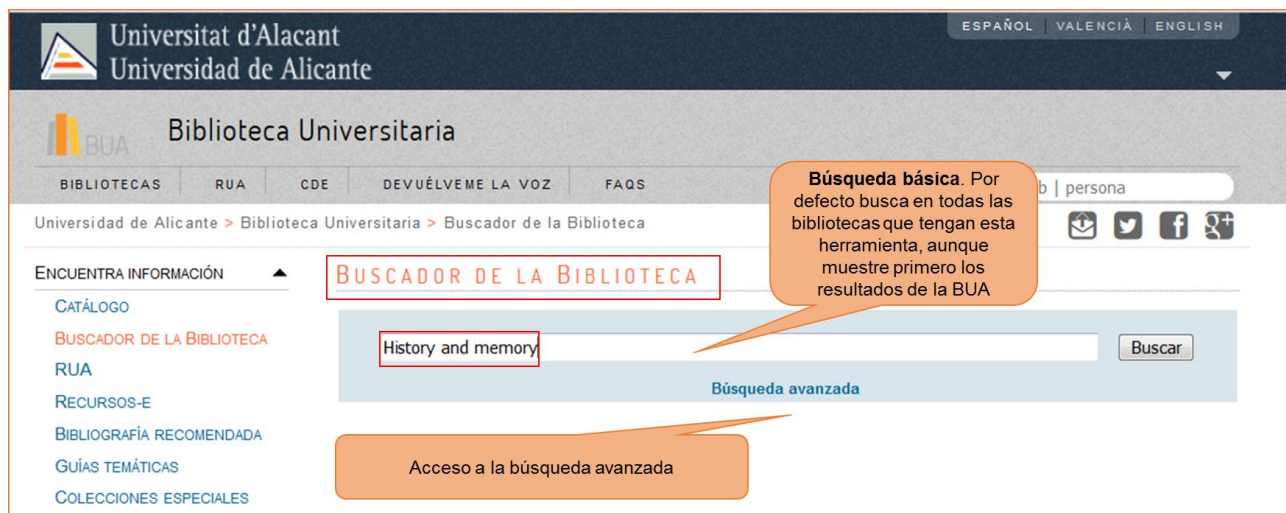 Universitat d'Alacant
Universidad de Alicante
ESPAÑOL | VALENCIÀ | ENGLISH
BUA
Biblioteca Universitaria
BIBLIOTECAS | RUA | CDE | DEVUÉLVEME LA VOZ | FAQS
b | persona
Búsqueda básica. Por
defecto busca en todas las
bibliotecas que tengan esta
herramienta, aunque
muestre primero los
resultados de la BUA
Universidad de Alicante > Biblioteca Universitaria > Buscador de la Biblioteca
ENCUENTRA INFORMACIÓN
CATÁLOGO
BUSCADOR DE LA BIBLIOTECA
RUA
RECURSOS-E
BIBLIOGRAFÍA RECOMENDADA
GUÍAS TEMÁTICAS
COLECCIONES ESPECIALES
BUSCADOR DE LA BIBLIOTECA
History and memory
Buscar
Búsqueda avanzada
Acceso a la búsqueda avanzada